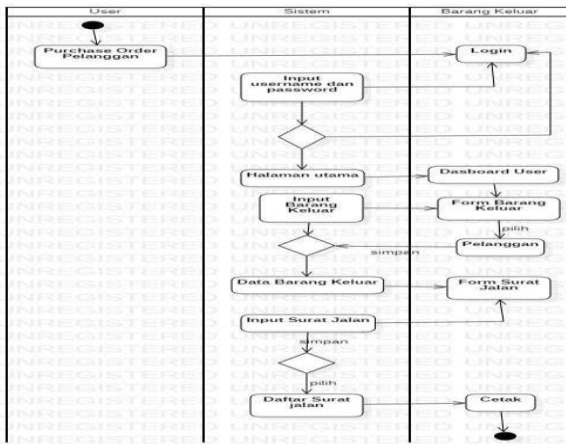 User
Sistem
Barang Keluar
Purchase Order
Pelanggan
Login
Input
username dan
password
Halaman utama
Dasboard User
Input
Barang
Keluar
Form Barang
Keluar
pilih
Pelanggan
simpan
Data Barang Keluar
Form Surat
Jalan
Input Surat Jalan
simpan
pilih
Daftar Surat
jalan
Cetak